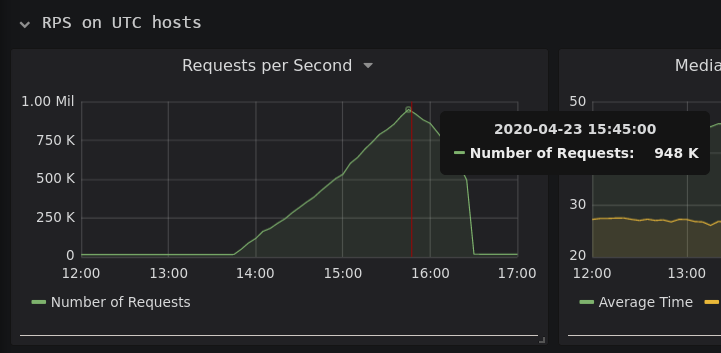 RPS on UTC hosts
Requests per Second
1.00 Mil
750 K
500 K
250 K
0
12:00 13:00 14:00 15:00 16:00 17:00
Number of Requests
2020-04-23 15:45:00
Number of Requests: 948 K
Media
50
30
20
12:00 13:00
Average Time